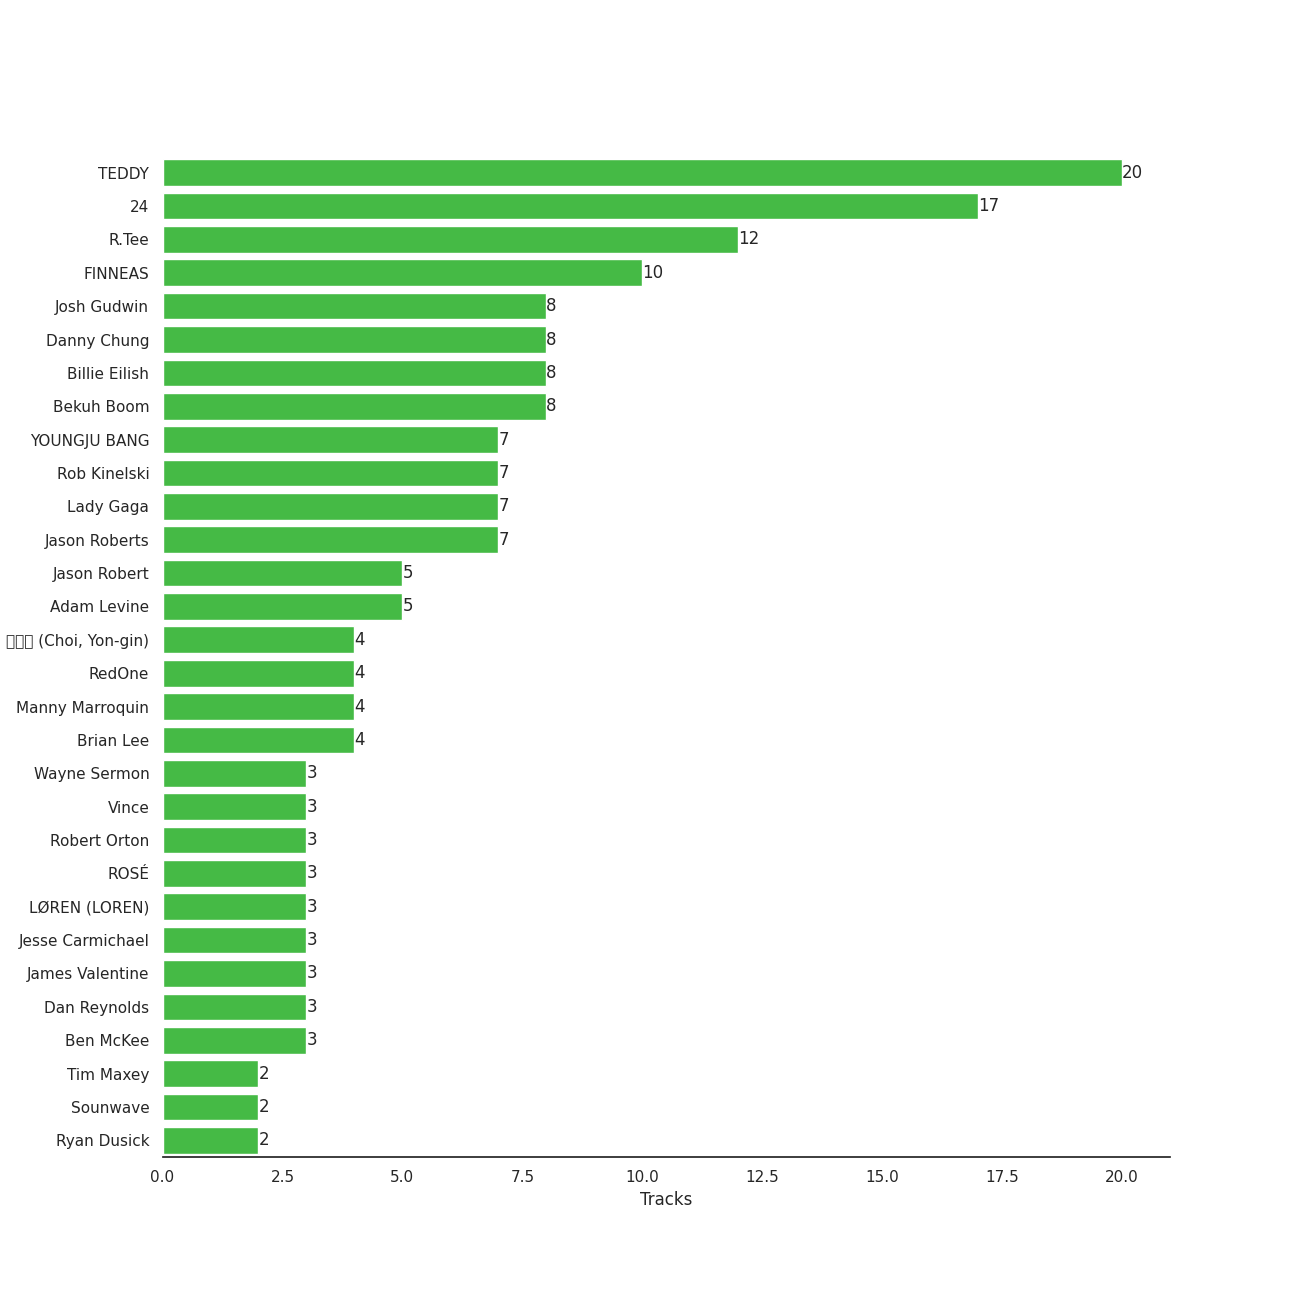 TEDDY 20
24 17
R.Tee 12
FINNEAS 10
Josh Gudwin 8
Danny Chung 8
Billie Eilish 8
Bekuh Boom 8
YOUNGJU BANG 7
Rob Kinelski 7
Lady Gaga 7
Jason Roberts 7
Jason Robert 5
Adam Levine 5
(Choi, Yon-gin) 4
RedOne 4
Manny Marroquin 4
Brian Lee 4
Wayne Sermon 3
Vince 3
Robert Orton 3
ROSÉ 3
LØREN (LOREN) 3
Jesse Carmichael 3
James Valentine 3
Dan Reynolds 3
Ben McKee 3
Tim Maxey 2
Sounwave 2
Ryan Dusick 2
0.0 2.5 5.0 7.5 10.0 12.5 15.0 17.5 20.0
Tracks